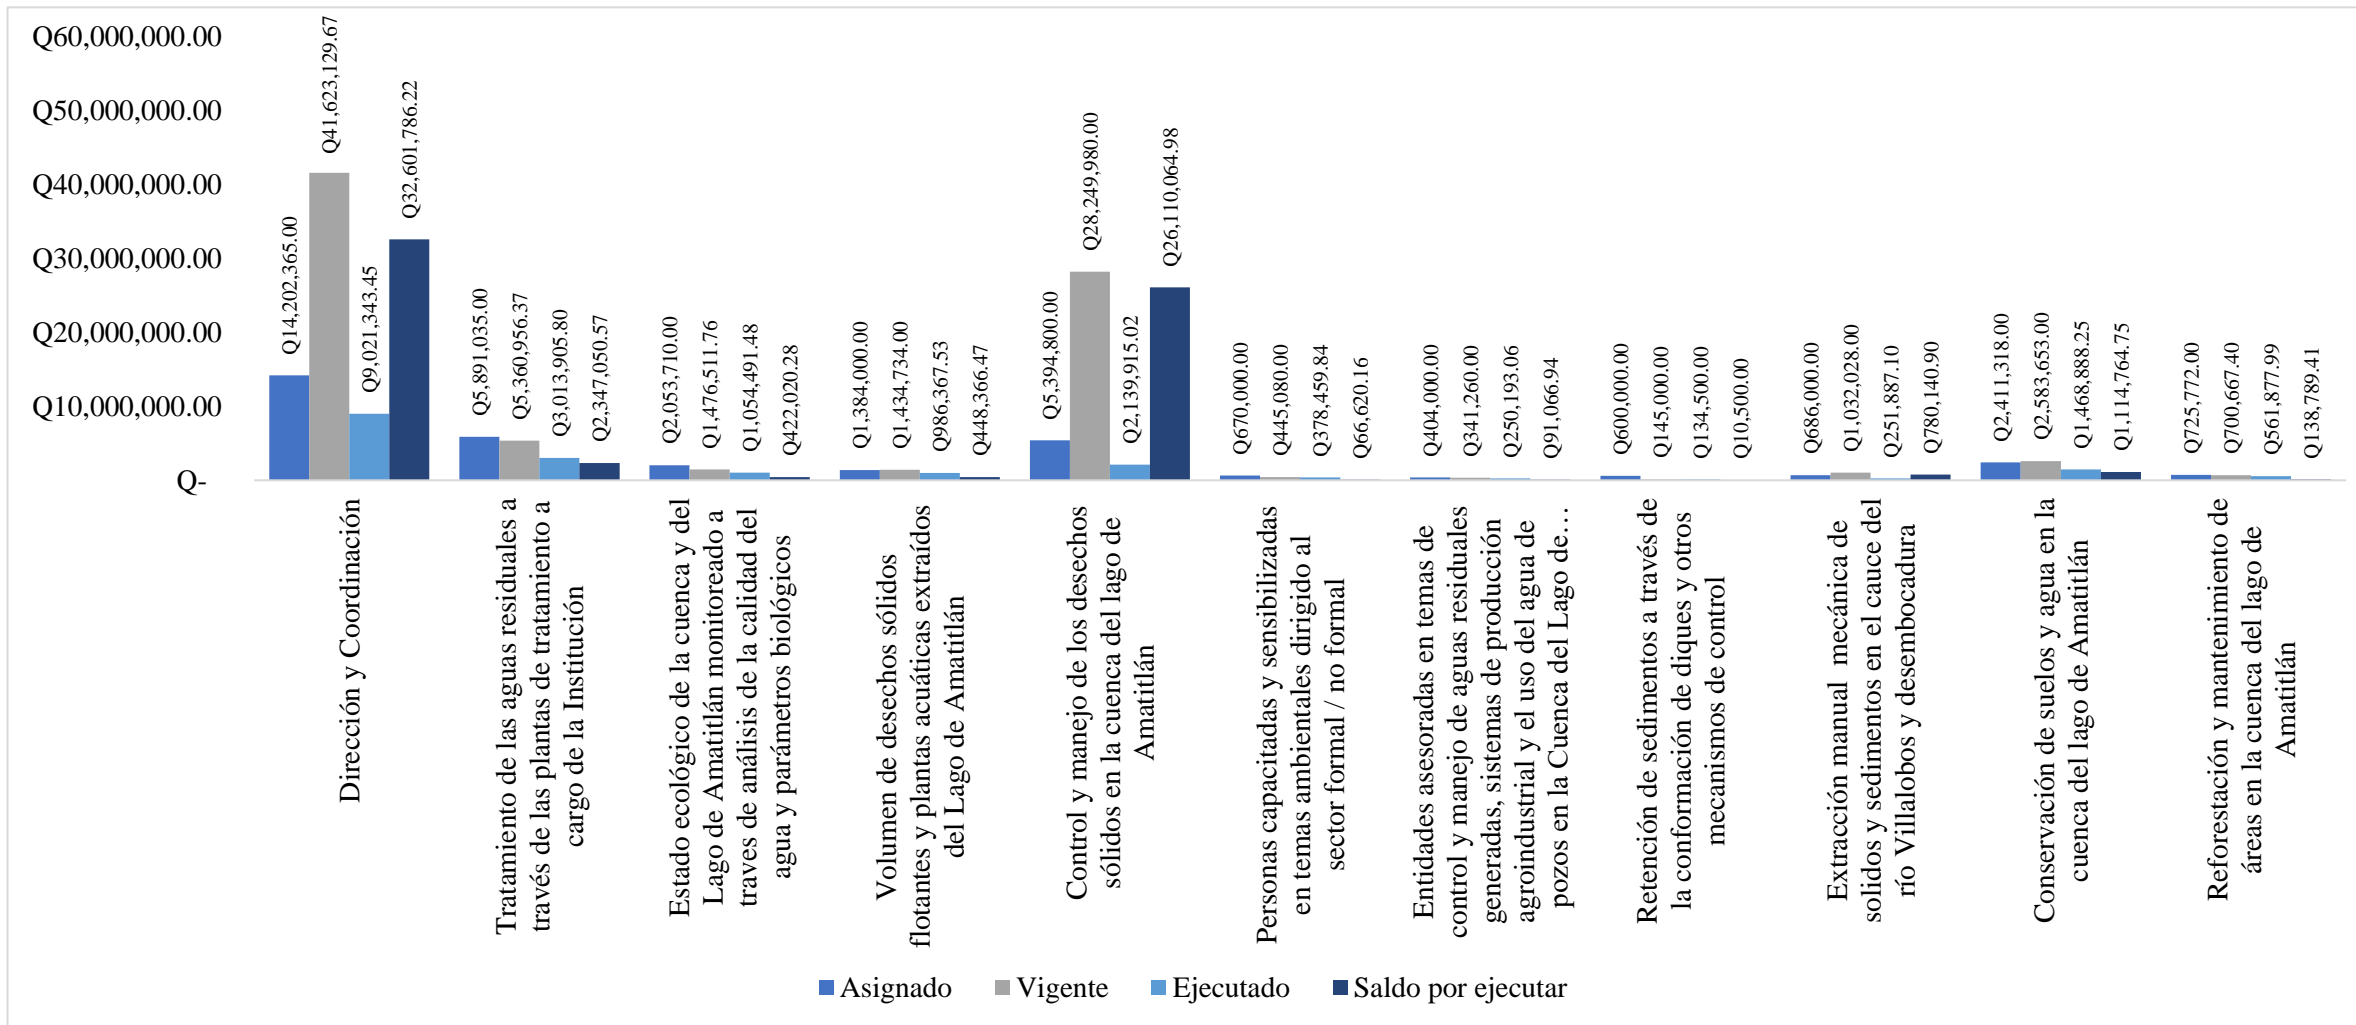 Q60,000,000.00
Q50,000,000.00
Q40,000,000.00
Q30,000,000.00
Q20,000,000.00
Q10,000,000.00
Q-
Q14,202,365.00
Q41,623,129.67
Q9,021,343.45
Q32,601,786.22
Q5,891,035.00
Q5,360,956.37
Q3,013,905.80
Q2,347,050.57
Q2,053,710.00
Q1,476,511.76
Q1,054,491.48
Q422,020.28
Q1,384,000.00
Q1,434,734.00
Q986,367.53
Q448,366.47
Q5,394,800.00
Q28,249,980.00
Q2,139,915.02
Q26,110,064.98
Q670,000.00
Q445,080.00
Q378,459.84
Q66,620.16
Q404,000.00
Q341,260.00
Q250,193.06
Q91,066.94
Q600,000.00
Q145,000.00
Q134,500.00
Q10,500.00
Q686,000.00
Q1,032,028.00
Q251,887.10
Q780,140.90
Q2,411,318.00
Q2,583,653.00
Q1,468,888.25
Q1,114,764.75
Q725,772.00
Q700,667.40
Q561,877.99
Q138,789.41
Dirección y Coordinación
Tratamiento de las aguas residuales a
través de las plantas de tratamiento a
cargo de la Institución
Estado ecológico de la cuenca y del
Lago de Amatitlán monitoreado a
traves de análisis de la calidad del
agua y parámetros biológicos
Volumen de desechos sólidos
flotantes y plantas acuáticas extraídos
del Lago de Amatitlán
Control y manejo de los desechos
sólidos en la cuenca del lago de
Amatitlán
Personas capacitadas y sensibilizadas
en temas ambientales dirigido al
sector formal / no formal
Entidades asesoradas en temas de
control y manejo de aguas residuales
generadas, sistemas de producción
agroindustrial y el uso del agua de
pozos en la Cuenca del Lago de…
Retención de sedimentos a través de
la conformación de diques y otros
mecanismos de control
Extracción manual  mecánica de
solidos y sedimentos en el cauce del
río Villalobos y desembocadura
Conservación de suelos y agua en la
cuenca del lago de Amatitlán
Reforestación y mantenimiento de
áreas en la cuenca del lago de
Amatitlán
Asignado
Vigente
Ejecutado
Saldo por ejecutar